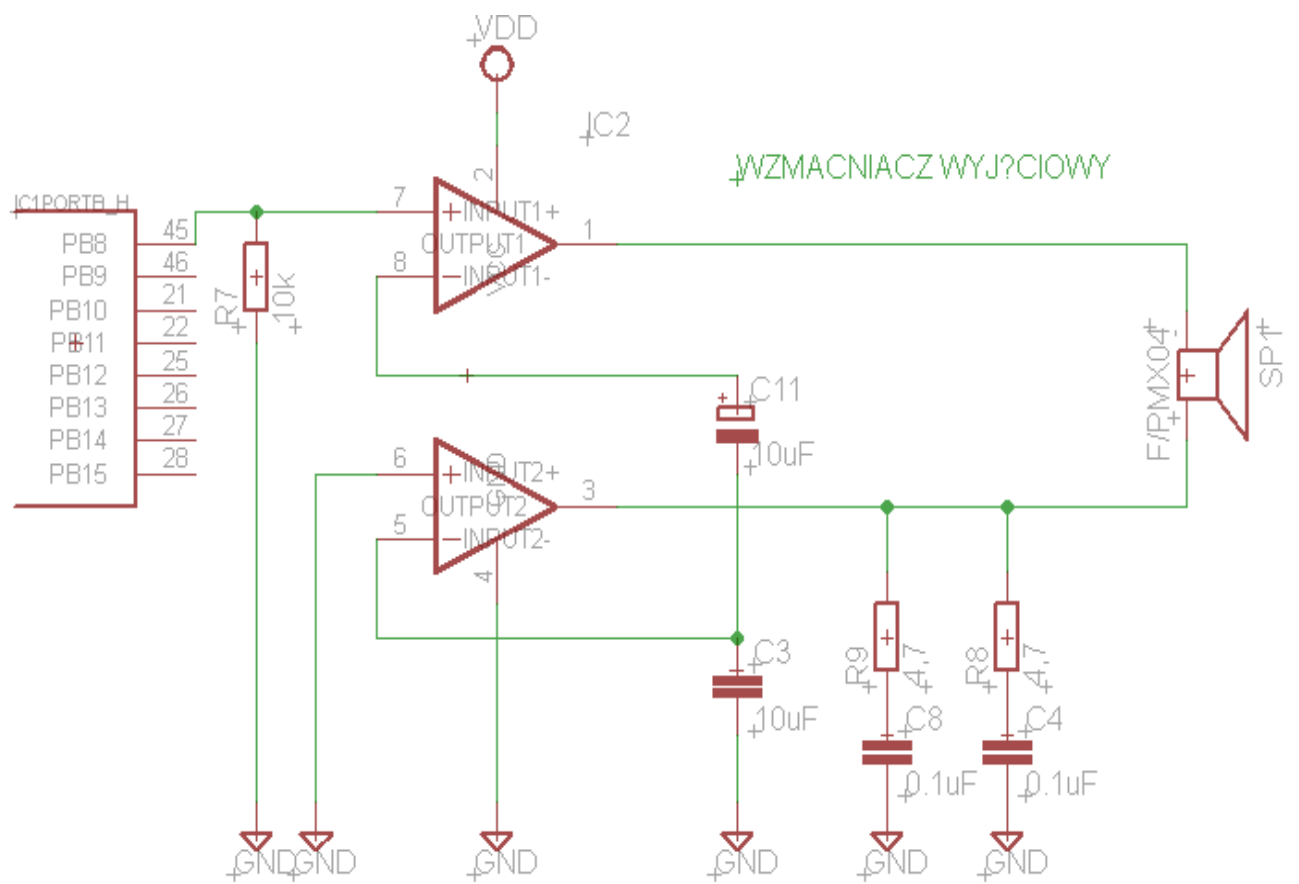 VDD
IC2
WZMACNIACZ WYJ?CIOWY
IC1PORTB_H
PB8 45
PB9 46
PB10 21
PB11 22
PB12 25
PB13 26
PB14 27
PB15 28
R7 10k
7 INPUT1+
2 VCC
OUTPUT1 1
8 INPUT1-
C11
10uF
F/PMX04
SP1
6 INPUT2+
GND
OUTPUT2 3
5 INPUT2-
4
C3
10uF
R9 4,7
R8 4,7
C8
0.1uF
C4
0.1uF
GND
GND
GND
GND
GND
GND